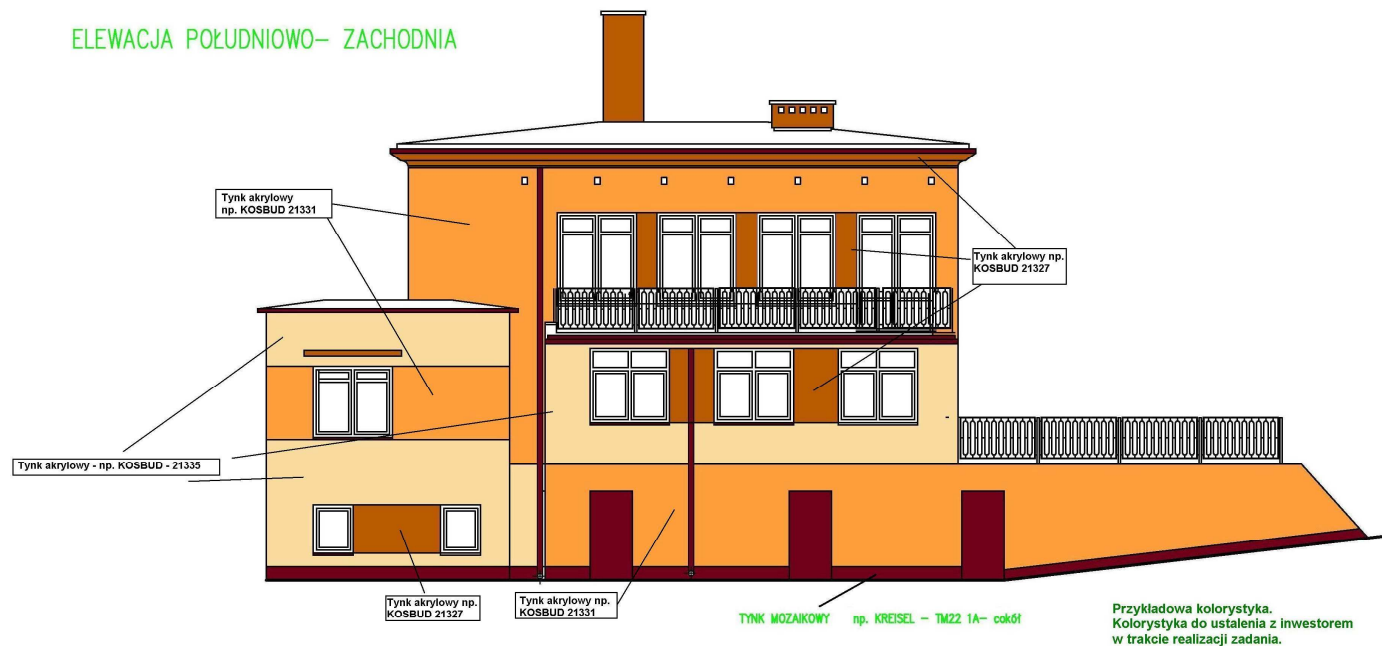 ELEWACJA POŁUDNIOWO- ZACHODNIA
Tynk akrylowy
np. KOSBUD 21331
Tynk akrylowy np.
KOSBUD 21327
Tynk akrylowy - np. KOSBUD - 21335
Tynk akrylowy np.
KOSBUD 21327
Tynk akrylowy np.
KOSBUD 21331
TYNK MOZAIKOWY np. KREISEL - TM22 1A- cokół
Przykładowa kolorystyka.
Kolorystyka do ustalenia z inwestorem
w trakcie realizacji zadania.